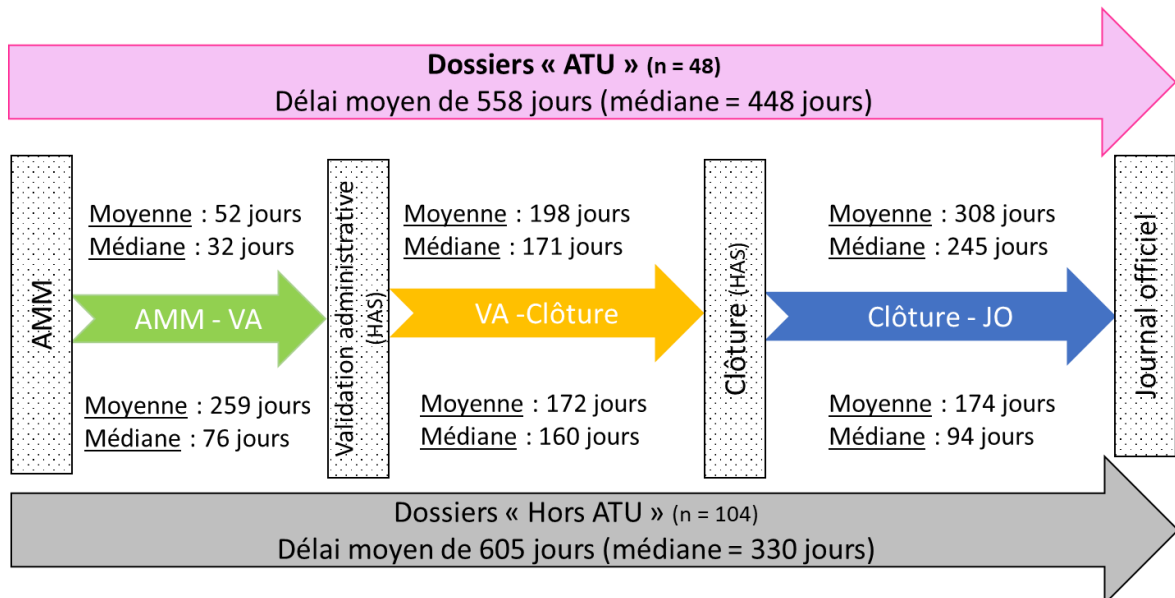 Dossiers « ATU » (n = 48)
Délai moyen de 558 jours (médiane = 448 jours)
AMM
Moyenne : 52 jours
Médiane : 32 jours
AMM - VA
Moyenne : 259 jours
Médiane : 76 jours
Validation administrative
(HAS)
Moyenne : 198 jours
Médiane : 171 jours
VA -Clôture
Moyenne : 172 jours
Médiane : 160 jours
Clôture (HAS)
Moyenne : 308 jours
Médiane : 245 jours
Clôture - JO
Moyenne : 174 jours
Médiane : 94 jours
Journal officiel
Dossiers « Hors ATU » (n = 104)
Délai moyen de 605 jours (médiane = 330 jours)